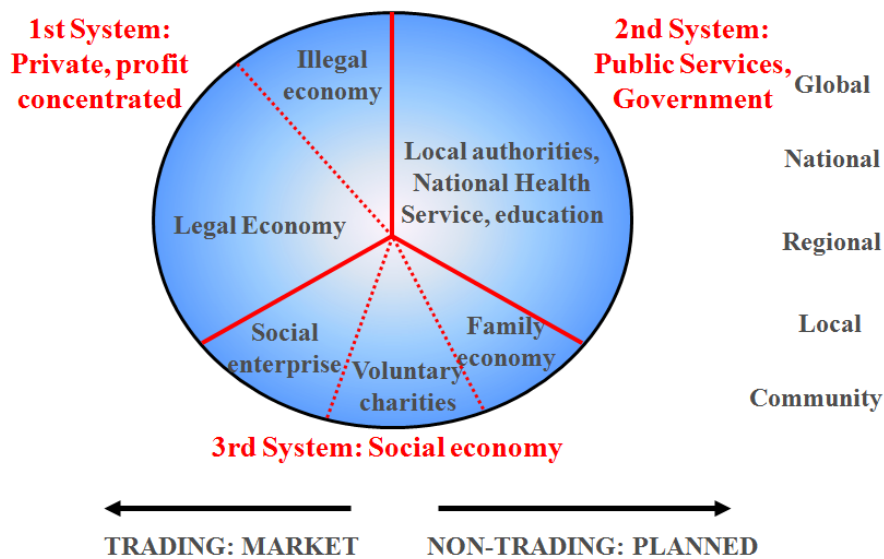 1st System:
Private, profit
concentrated
Illegal
economy
2nd System:
Public Services,
Government
Global
National
Regional
Local
Community
Local authorities,
National Health
Service, education
Legal Economy
Social
enterprise
Voluntary
charities
Family
economy
3rd System: Social economy
TRADING: MARKET
NON-TRADING: PLANNED